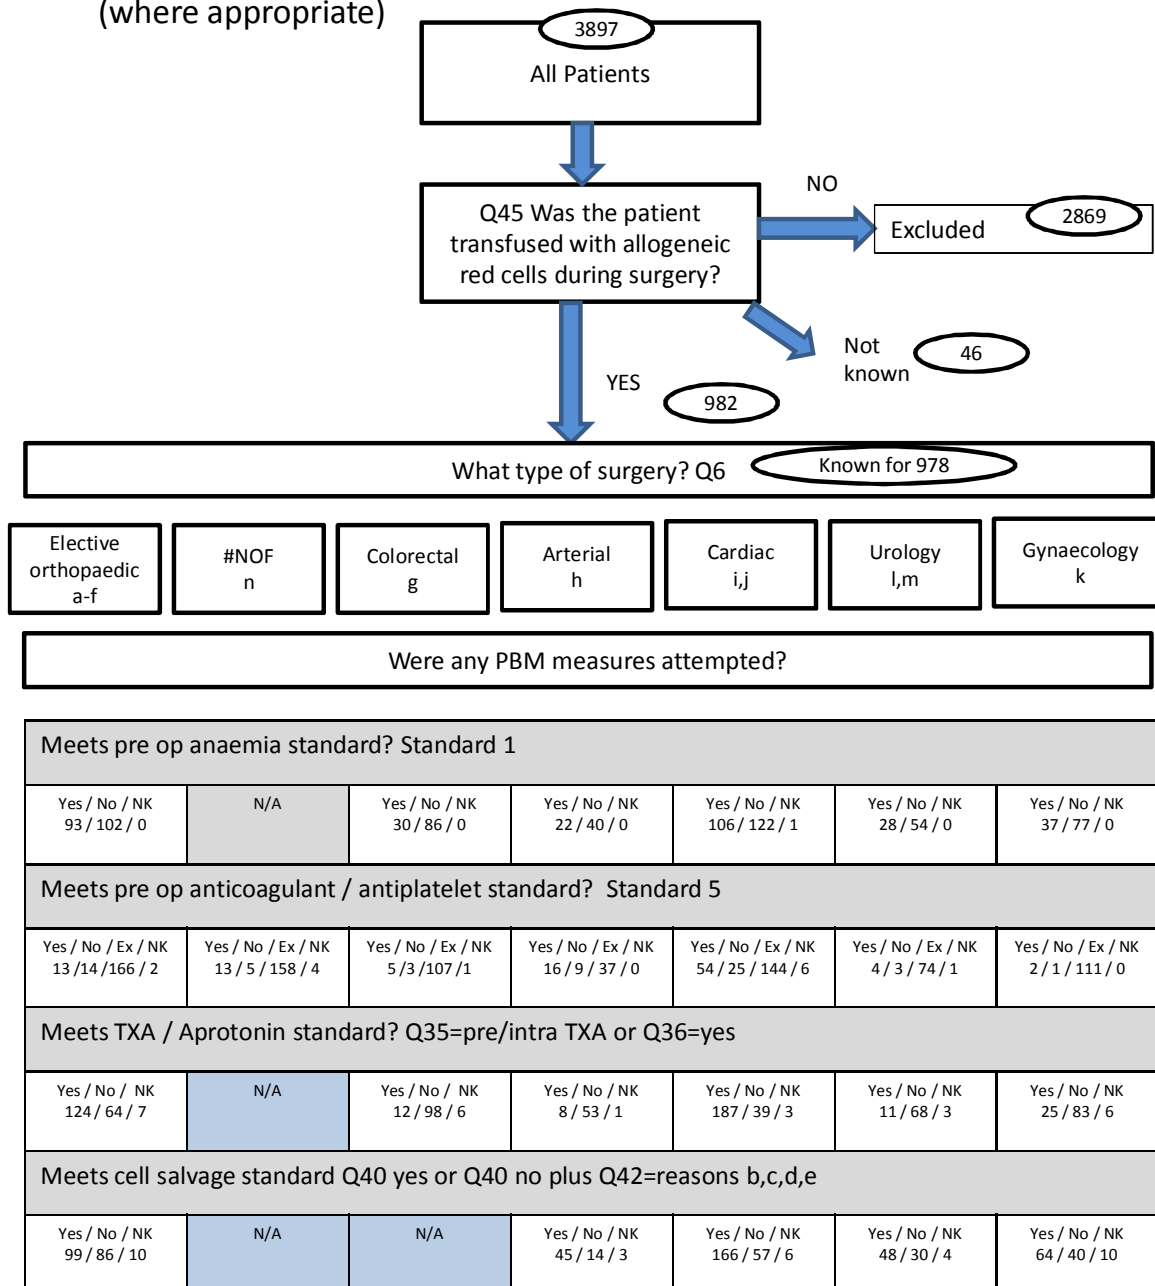 (where appropriate)
3897
All Patients
NO
Q45 Was the patient
transfused with allogeneic
red cells during surgery?
Excluded
2869
Not
known
46
YES
982
What type of surgery? Q6
Known for 978
Elective
orthopaedic
a-f
#NOF
n
Colorectal
g
Arterial
h
Cardiac
i,j
Urology
l,m
Gynaecology
k
Were any PBM measures attempted?
Meets pre op anaemia standard? Standard 1
Yes / No / NK
93 / 102 / 0
N/A
Yes / No / NK
30 / 86 / 0
Yes / No / NK
22 / 40 / 0
Yes / No / NK
106 / 122 / 1
Yes / No / NK
28 / 54 / 0
Yes / No / NK
37 / 77 / 0
Meets pre op anticoagulant / antiplatelet standard?  Standard 5
Yes / No / Ex / NK
13 /14 /166 / 2
Yes / No / Ex / NK
13 / 5 / 158 / 4
Yes / No / Ex / NK
5 /3 /107 /1
Yes / No / Ex / NK
16 / 9 / 37 / 0
Yes / No / Ex / NK
54 / 25 / 144 / 6
Yes / No / Ex / NK
4 / 3 / 74 / 1
Yes / No / Ex / NK
2 / 1 / 111 / 0
Meets TXA / Aprotonin standard? Q35=pre/intra TXA or Q36=yes
Yes / No /  NK
124 / 64 / 7
N/A
Yes / No /  NK
12 / 98 / 6
Yes / No / NK
8 / 53 / 1
Yes / No / NK
187 / 39 / 3
Yes / No / NK
11 / 68 / 3
Yes / No / NK
25 / 83 / 6
Meets cell salvage standard Q40 yes or Q40 no plus Q42=reasons b,c,d,e
Yes / No / NK
99 / 86 / 10
N/A
N/A
Yes / No / NK
45 / 14 / 3
Yes / No / NK
166 / 57 / 6
Yes / No / NK
48 / 30 / 4
Yes / No / NK
64 / 40 / 10